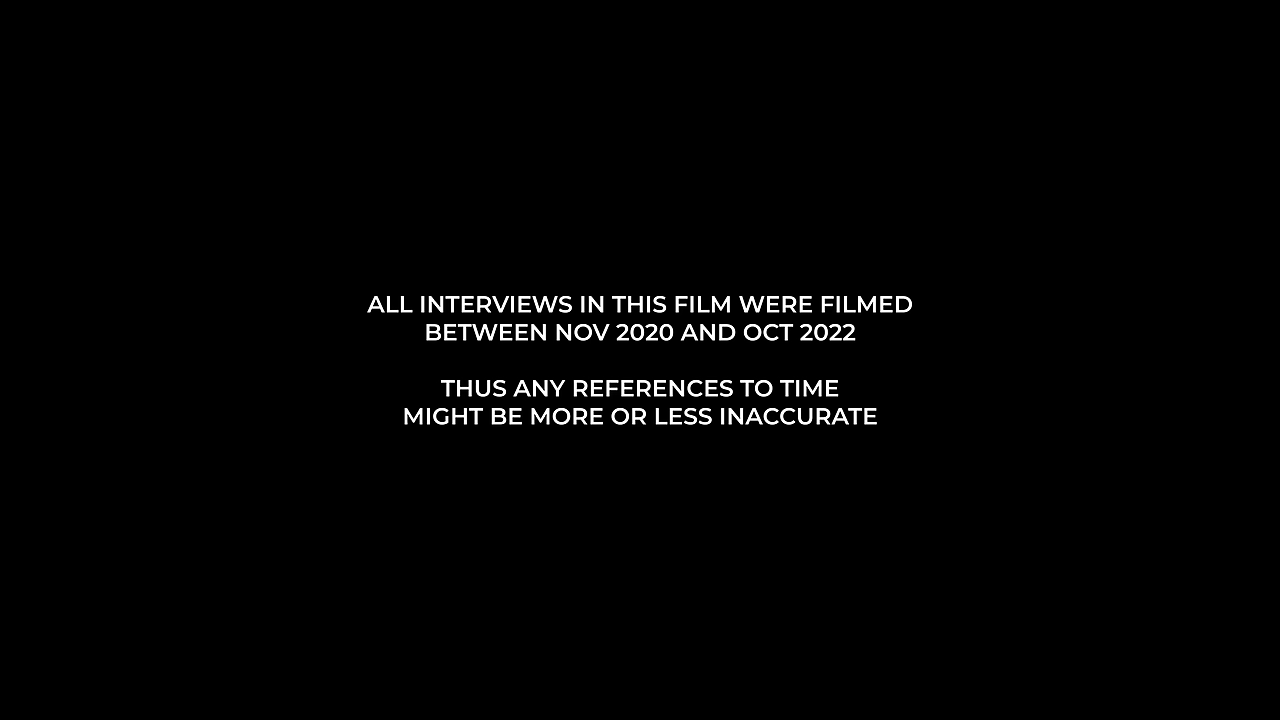 ALL INTERVIEWS IN THIS FILM WERE FILMED
BETWEEN NOV 2020 AND OCT 2022
THUS ANY REFERENCES TO TIME
MIGHT BE MORE OR LESS INACCURATE